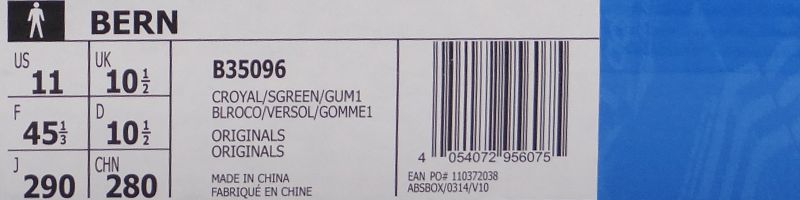 BERN
US 11 UK 10½
F 45⅓ D 10½
J 290 CHN 280
B35096
CROYAL/SGREEN/GUM1
BLROCO/VERSOL/GOMME1
ORIGINALS
ORIGINALS
MADE IN CHINA
FABRIQUÉ EN CHINE
4 054072 956075
EAN PO# 110372038
ABSBOX/0314/V10